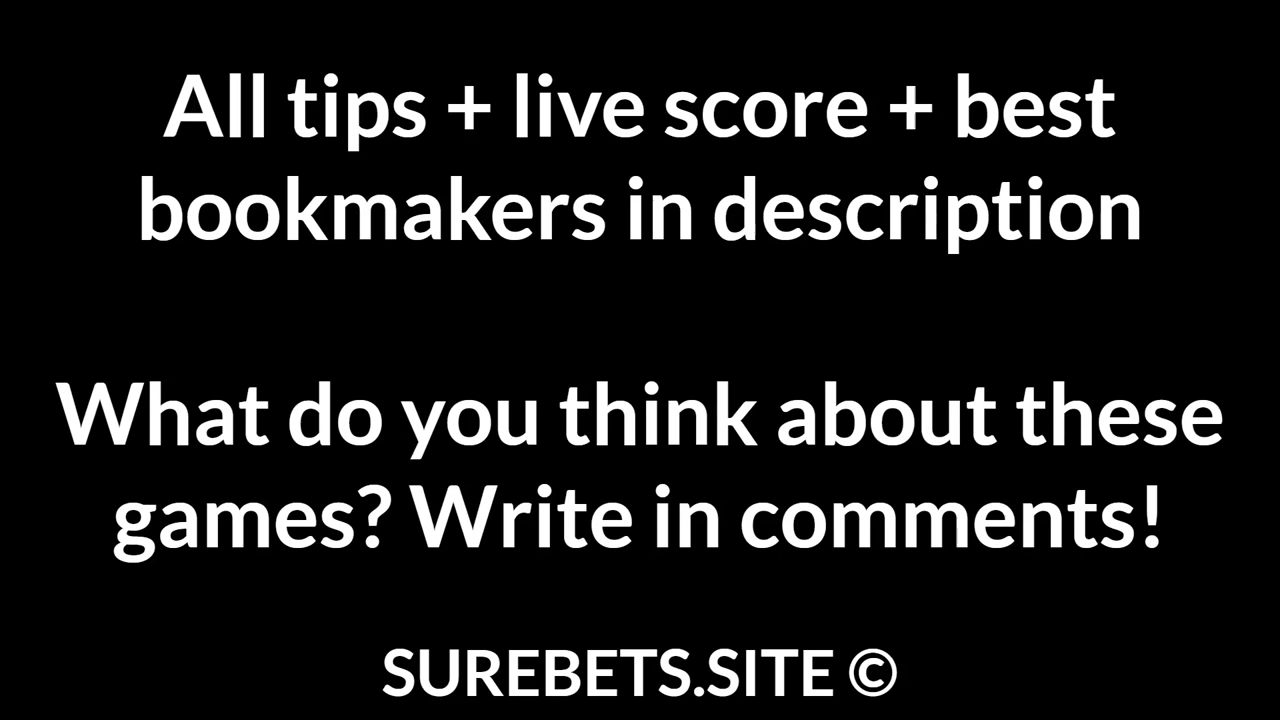 All tips + live score + best
bookmakers in description
What do you think about these
games? Write in comments!
SUREBETS.SITE ©